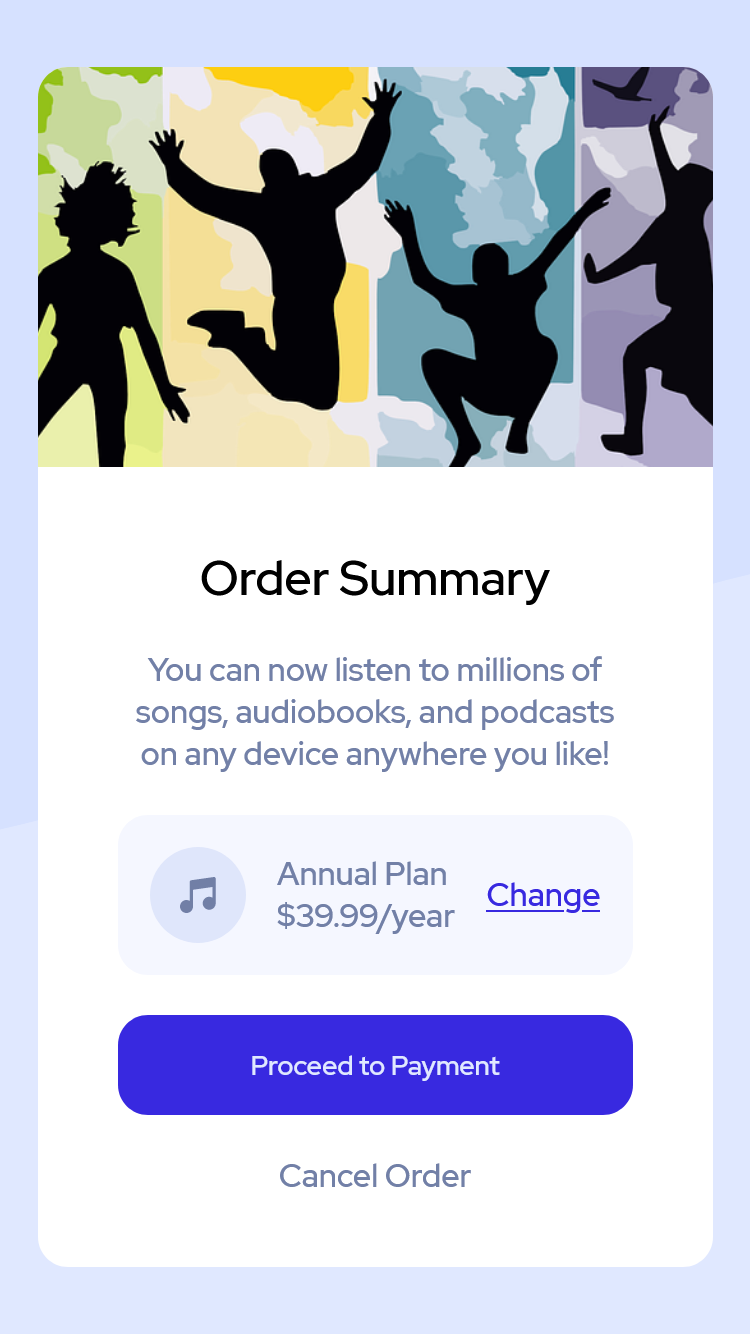 Order Summary
You can now listen to millions of
songs, audiobooks, and podcasts
on any device anywhere you like!
Annual Plan
$39.99/year
Change
Proceed to Payment
Cancel Order